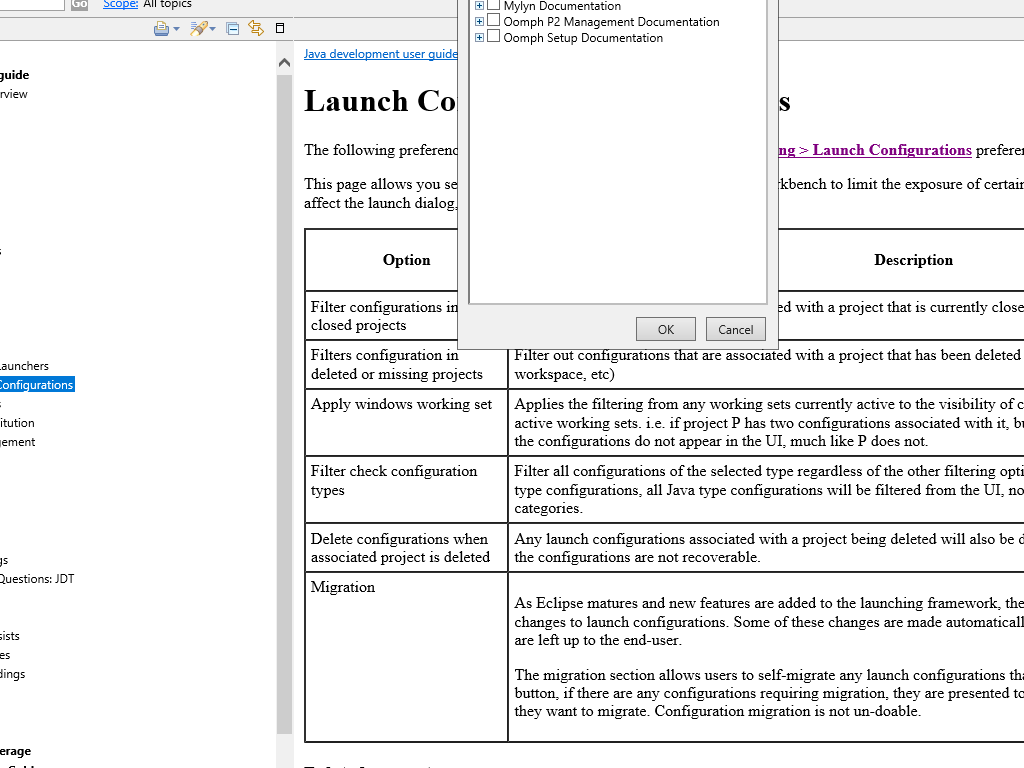 Go Scope: All topics
Mylyn Documentation
Oomph P2 Management Documentation
Oomph Setup Documentation
OK Cancel
guide
rview
aunchers
Configurations
itution
gement
gs
Questions: JDT
sists
es
dings
erage
Java development user guide
Launch Co s
The following preferenc ng > Launch Configurations prefere
This page allows you se kbench to limit the exposure of certai
affect the launch dialog,
Option Description
Filter configurations in ed with a project that is currently close
closed projects
Filters configuration in Filter out configurations that are associated with a project that has been deleted
deleted or missing projects workspace, etc)
Apply windows working set Applies the filtering from any working sets currently active to the visibility of c
active working sets. i.e. if project P has two configurations associated with it, bu
the configurations do not appear in the UI, much like P does not.
Filter check configuration Filter all configurations of the selected type regardless of the other filtering opti
types type configurations, all Java type configurations will be filtered from the UI, no
categories.
Delete configurations when Any launch configurations associated with a project being deleted will also be d
associated project is deleted the configurations are not recoverable.
Migration
As Eclipse matures and new features are added to the launching framework, the
changes to launch configurations. Some of these changes are made automaticall
are left up to the end-user.
The migration section allows users to self-migrate any launch configurations tha
button, if there are any configurations requiring migration, they are presented to
they want to migrate. Configuration migration is not un-doable.